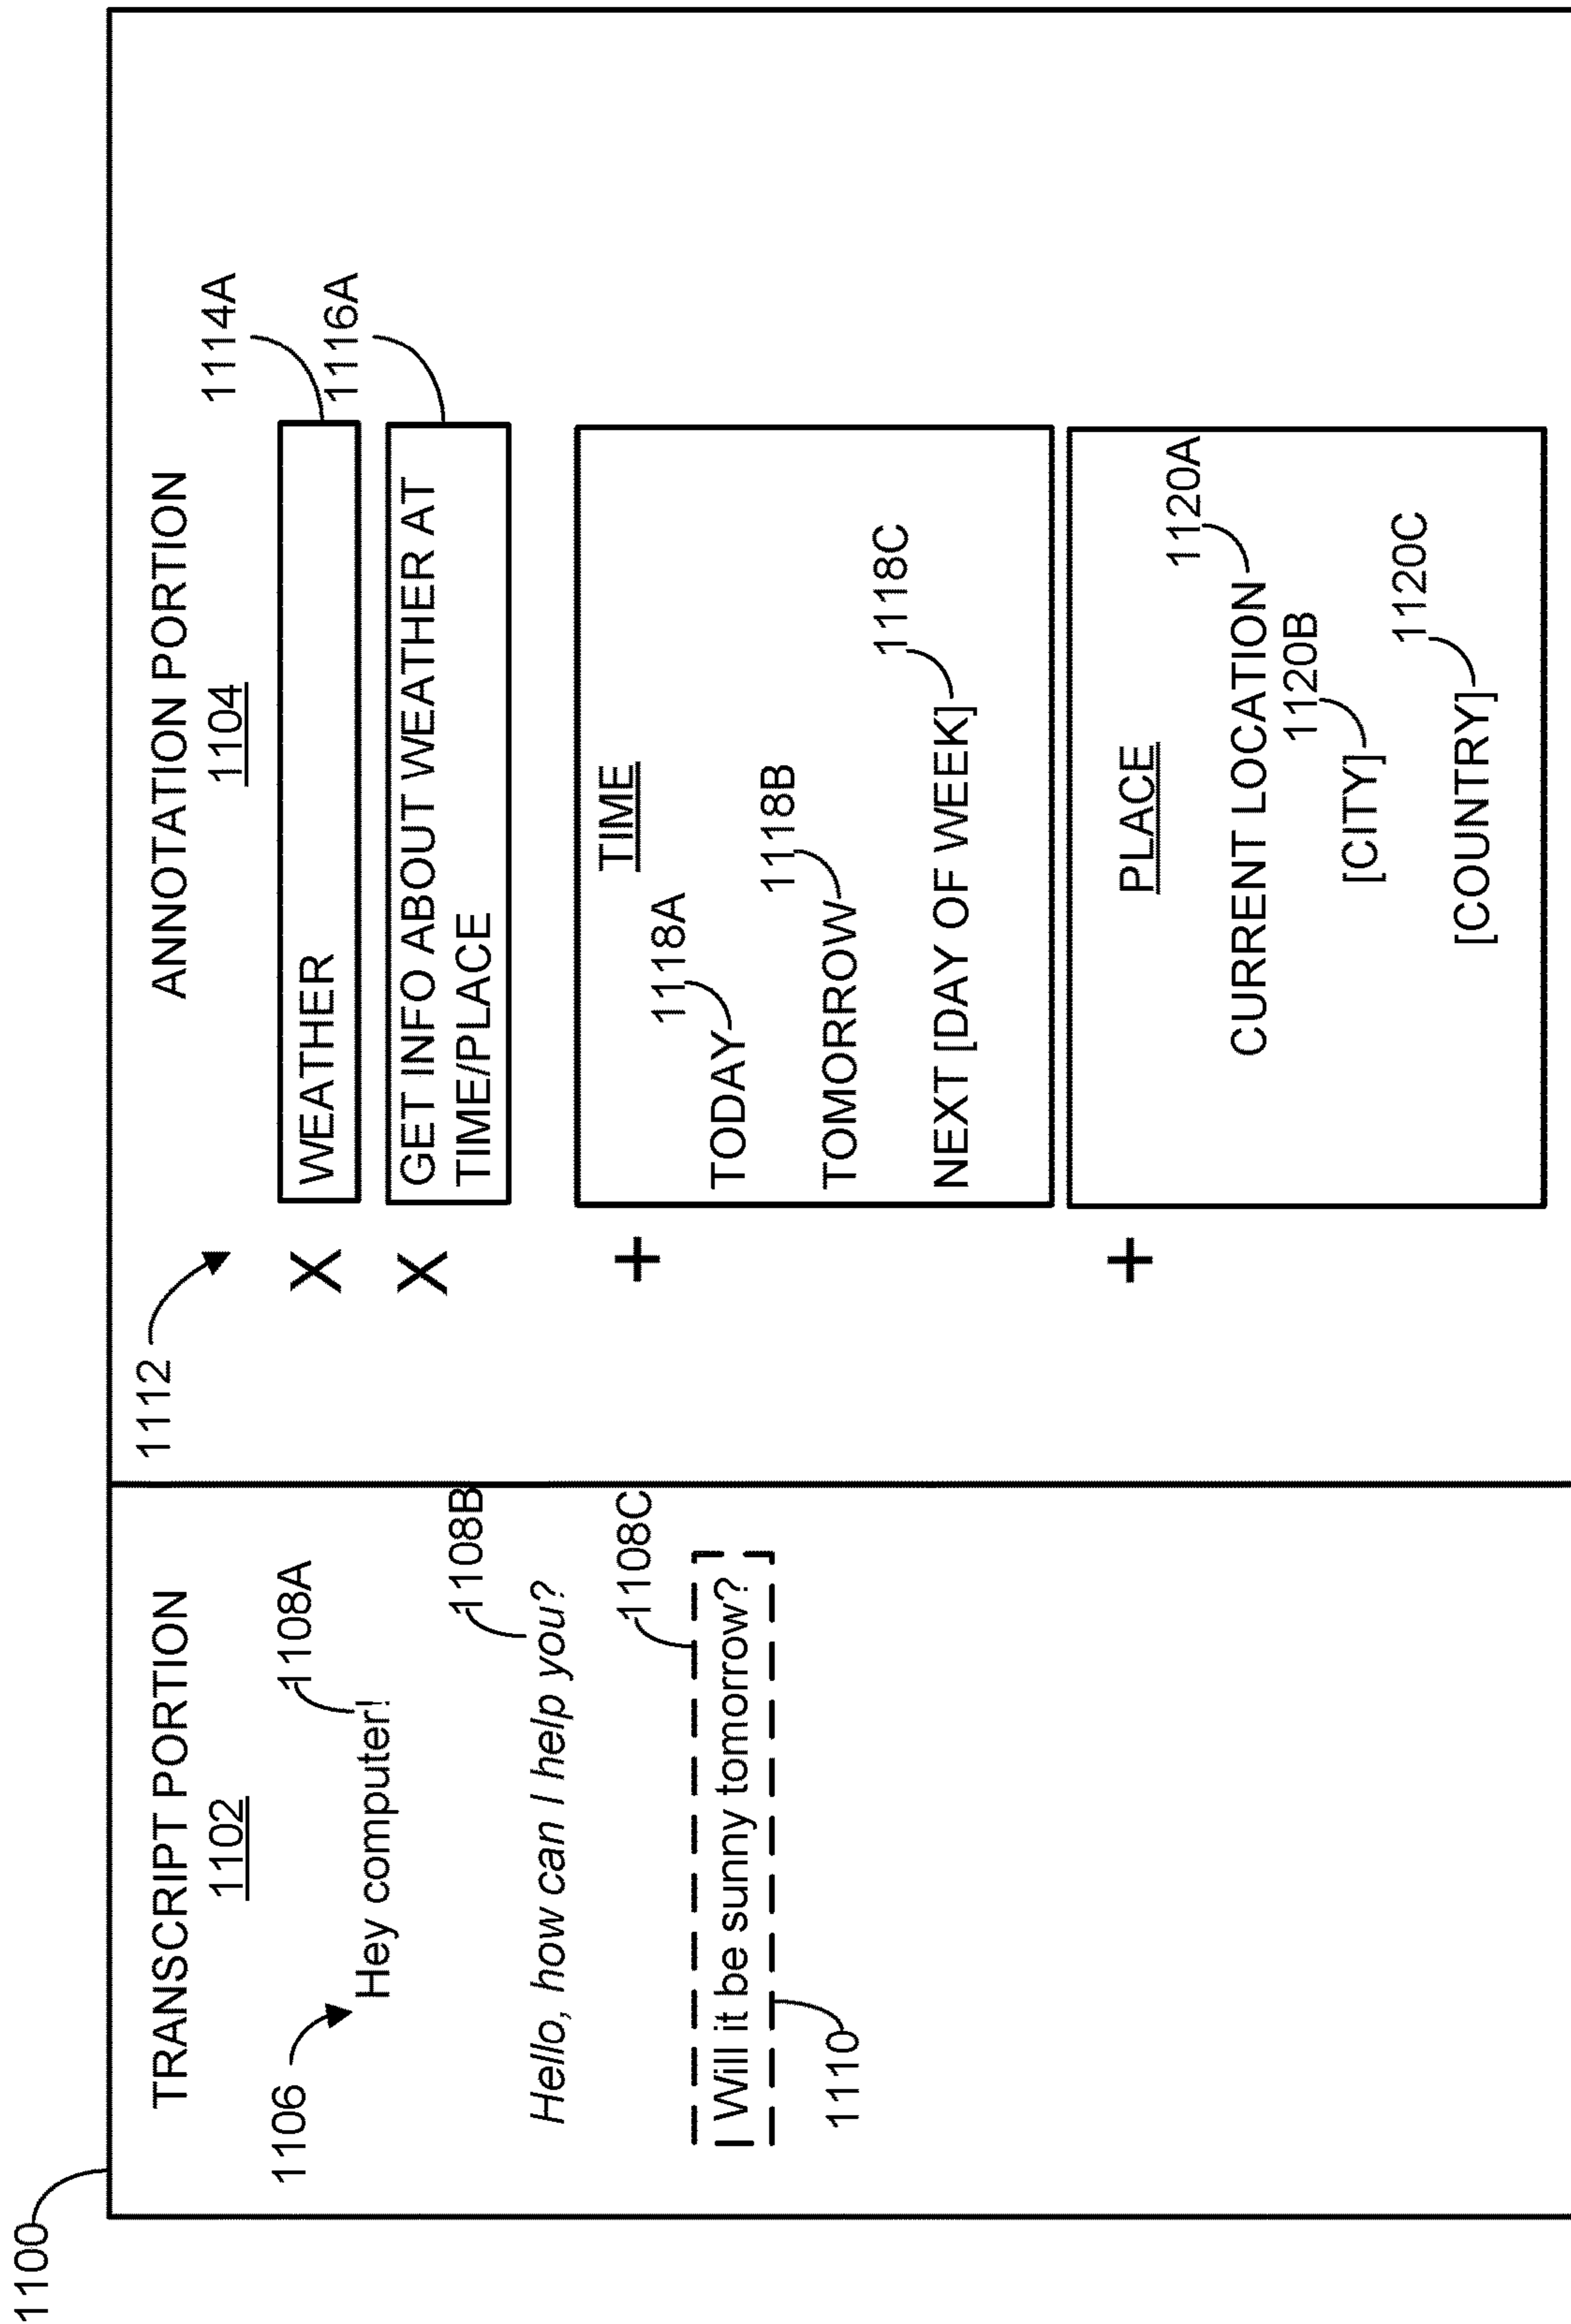 1100
TRANSCRIPT PORTION
1102
1106
1108A
Hey computer!
1108B
Hello, how can I help you?
1108C
Will it be sunny tomorrow?
1110
ANNOTATION PORTION
1104
1112
1114A
X WEATHER
1116A
X GET INFO ABOUT WEATHER AT
TIME/PLACE
+ TIME
1118A
TODAY
1118B
TOMORROW
1118C
NEXT [DAY OF WEEK]
+ PLACE
1120A
CURRENT LOCATION
1120B
[CITY]
1120C
[COUNTRY]